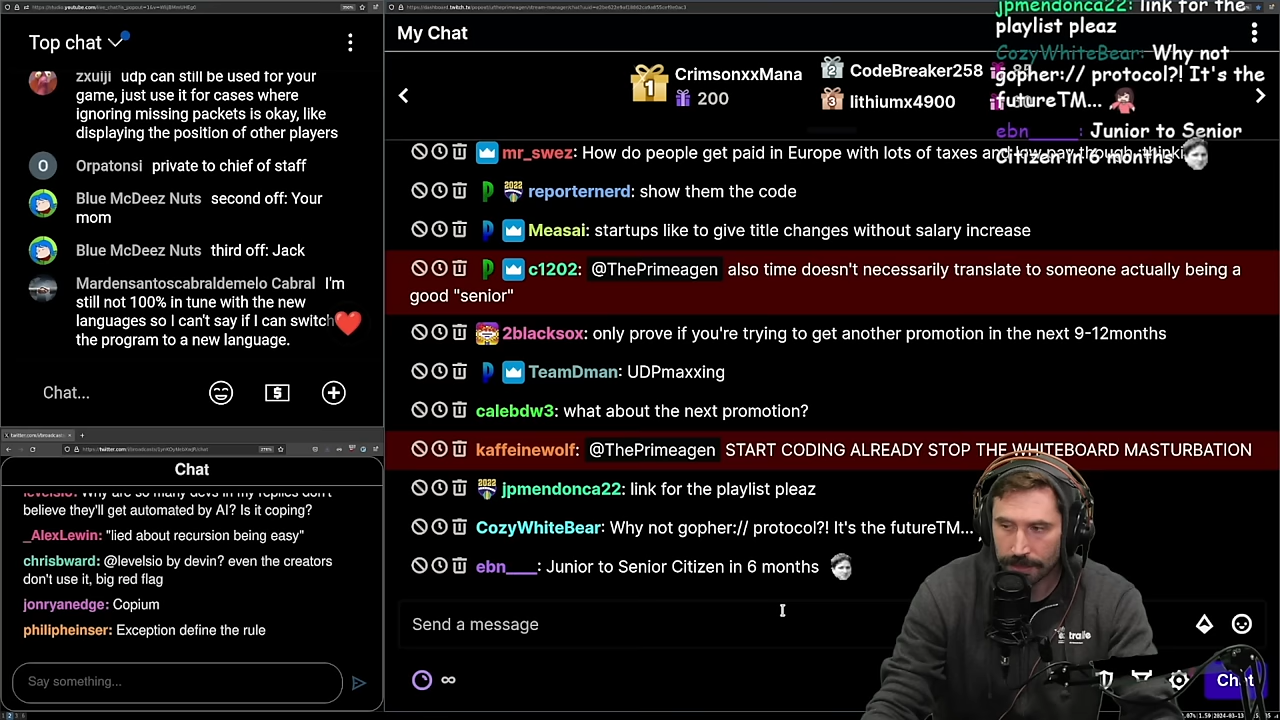 Top chat
zxuiji udp can still be used for your
game, just use it for cases where
ignoring missing packets is okay, like
displaying the position of other players
O
Orpatonsi private to chief of staff
Blue McDeez Nuts second off: Your
mom
Blue McDeez Nuts third off: Jack
Mardensantoscabraldemelo Cabral I'm
still not 100% in tune with the new
languages so I can't say if I can switch
the program to a new language.
Chat...
Chat
levelsio: Why are so many devs in my replies don't
believe they'll get automated by AI? Is it coping?
_AlexLewin: "lied about recursion being easy"
chrisbward: @levelsio by devin? even the creators
don't use it, big red flag
jonryanedge: Copium
philipheinser: Exception define the rule
Say something...
My Chat
1
CrimsonxxMana
200
2
CodeBreaker258
3
lithiumx4900
jpmendonca22: link for the
playlist pleaz
CozyWhiteBear: Why not
gopher:// protocol?! It's the
futureTM...
ebn____: Junior to Senior
Citizen in 6 months
mr_swez: How do people get paid in Europe with lots of taxes and low pay though, thinki
reporternerd: show them the code
Measai: startups like to give title changes without salary increase
c1202: @ThePrimeagen also time doesn't necessarily translate to someone actually being a
good "senior"
2blacksox: only prove if you're trying to get another promotion in the next 9-12months
TeamDman: UDPmaxxing
calebdw3: what about the next promotion?
kaffeinewolf: @ThePrimeagen START CODING ALREADY STOP THE WHITEBOARD MASTURBATION
jpmendonca22: link for the playlist pleaz
CozyWhiteBear: Why not gopher:// protocol?! It's the futureTM...
ebn____: Junior to Senior Citizen in 6 months
Send a message
Chat